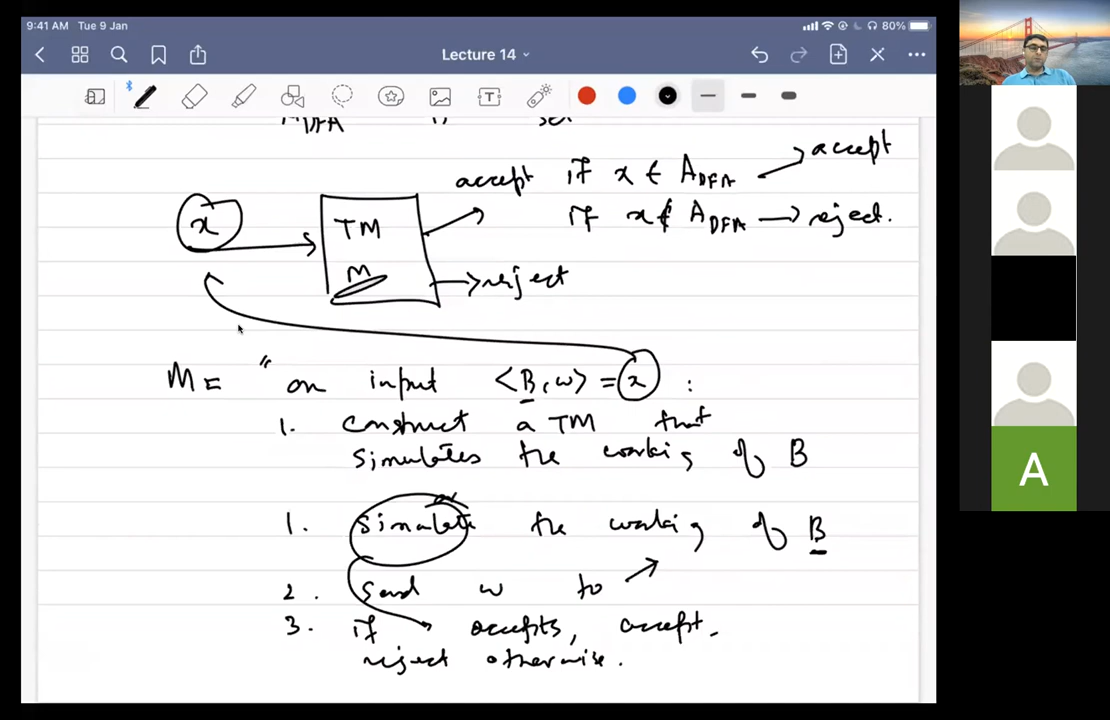 9:41 AM Tue 9 Jan
80%
Lecture 14
T
A_DFA
accept if x ∈ A_DFA → accept
x
TM
M
if x ∉ A_DFA → reject.
→ reject
M = " on input <B, w> = x :
1. construct a TM that
simulates the working of B
or
1. Simulate the working of B
2. Send w to
3. if accepts, accept.
reject otherwise.
A